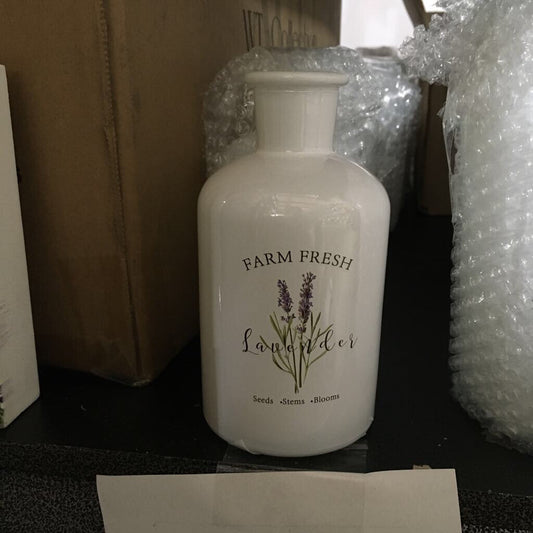 FARM FRESH
Lavender
Seeds •Stems •Blooms